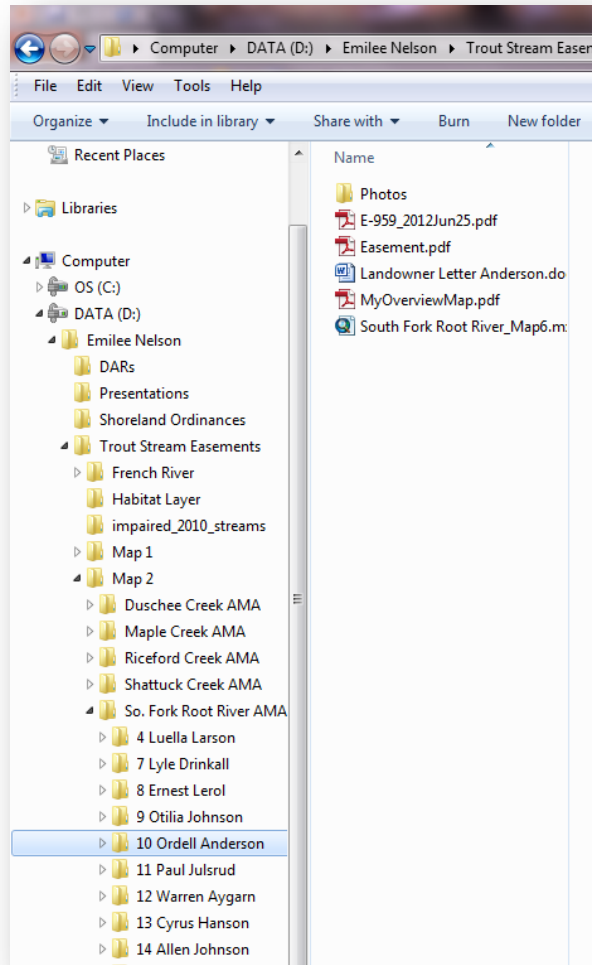 Computer ▸ DATA (D:) ▸ Emilee Nelson ▸ Trout Stream Easen
File Edit View Tools Help
Organize ▾ Include in library ▾ Share with ▾ Burn New folder
Recent Places
Libraries
Computer
OS (C:)
DATA (D:)
Emilee Nelson
DARs
Presentations
Shoreland Ordinances
Trout Stream Easements
French River
Habitat Layer
impaired_2010_streams
Map 1
Map 2
Duschee Creek AMA
Maple Creek AMA
Riceford Creek AMA
Shattuck Creek AMA
So. Fork Root River AMA
4 Luella Larson
7 Lyle Drinkall
8 Ernest Lerol
9 Otilia Johnson
10 Ordell Anderson
11 Paul Julsrud
12 Warren Aygarn
13 Cyrus Hanson
14 Allen Johnson
Name
Photos
E-959_2012Jun25.pdf
Easement.pdf
Landowner Letter Anderson.do
MyOverviewMap.pdf
South Fork Root River_Map6.m